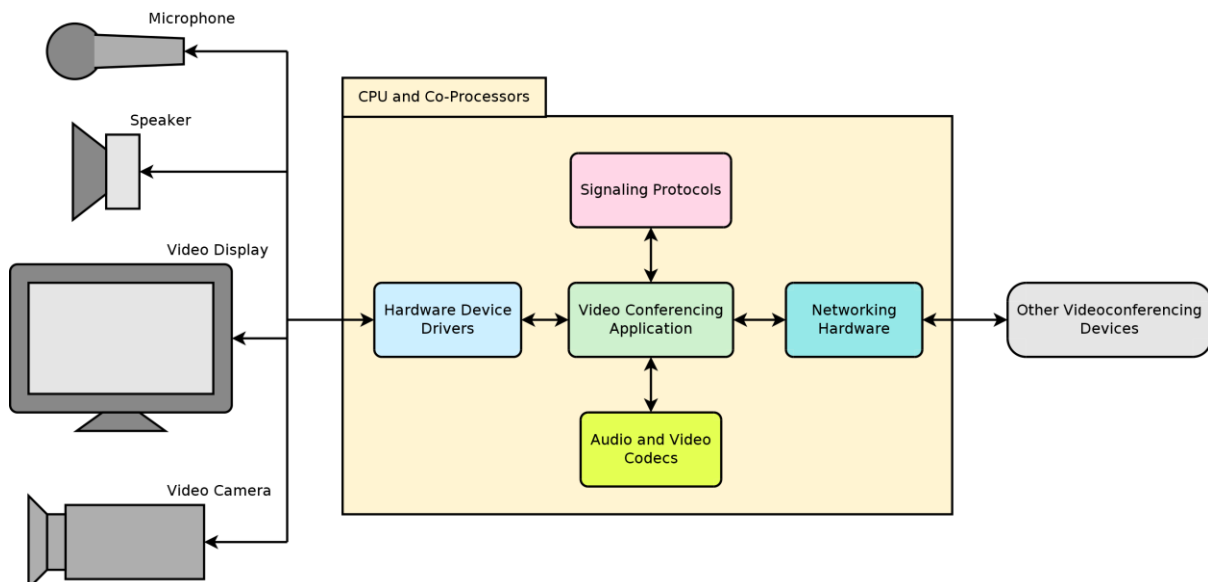 Microphone
CPU and Co-Processors
Speaker
Signaling Protocols
Video Display
Hardware Device
Drivers
Video Conferencing
Application
Networking
Hardware
Other Videoconferencing
Devices
Audio and Video
Codecs
Video Camera